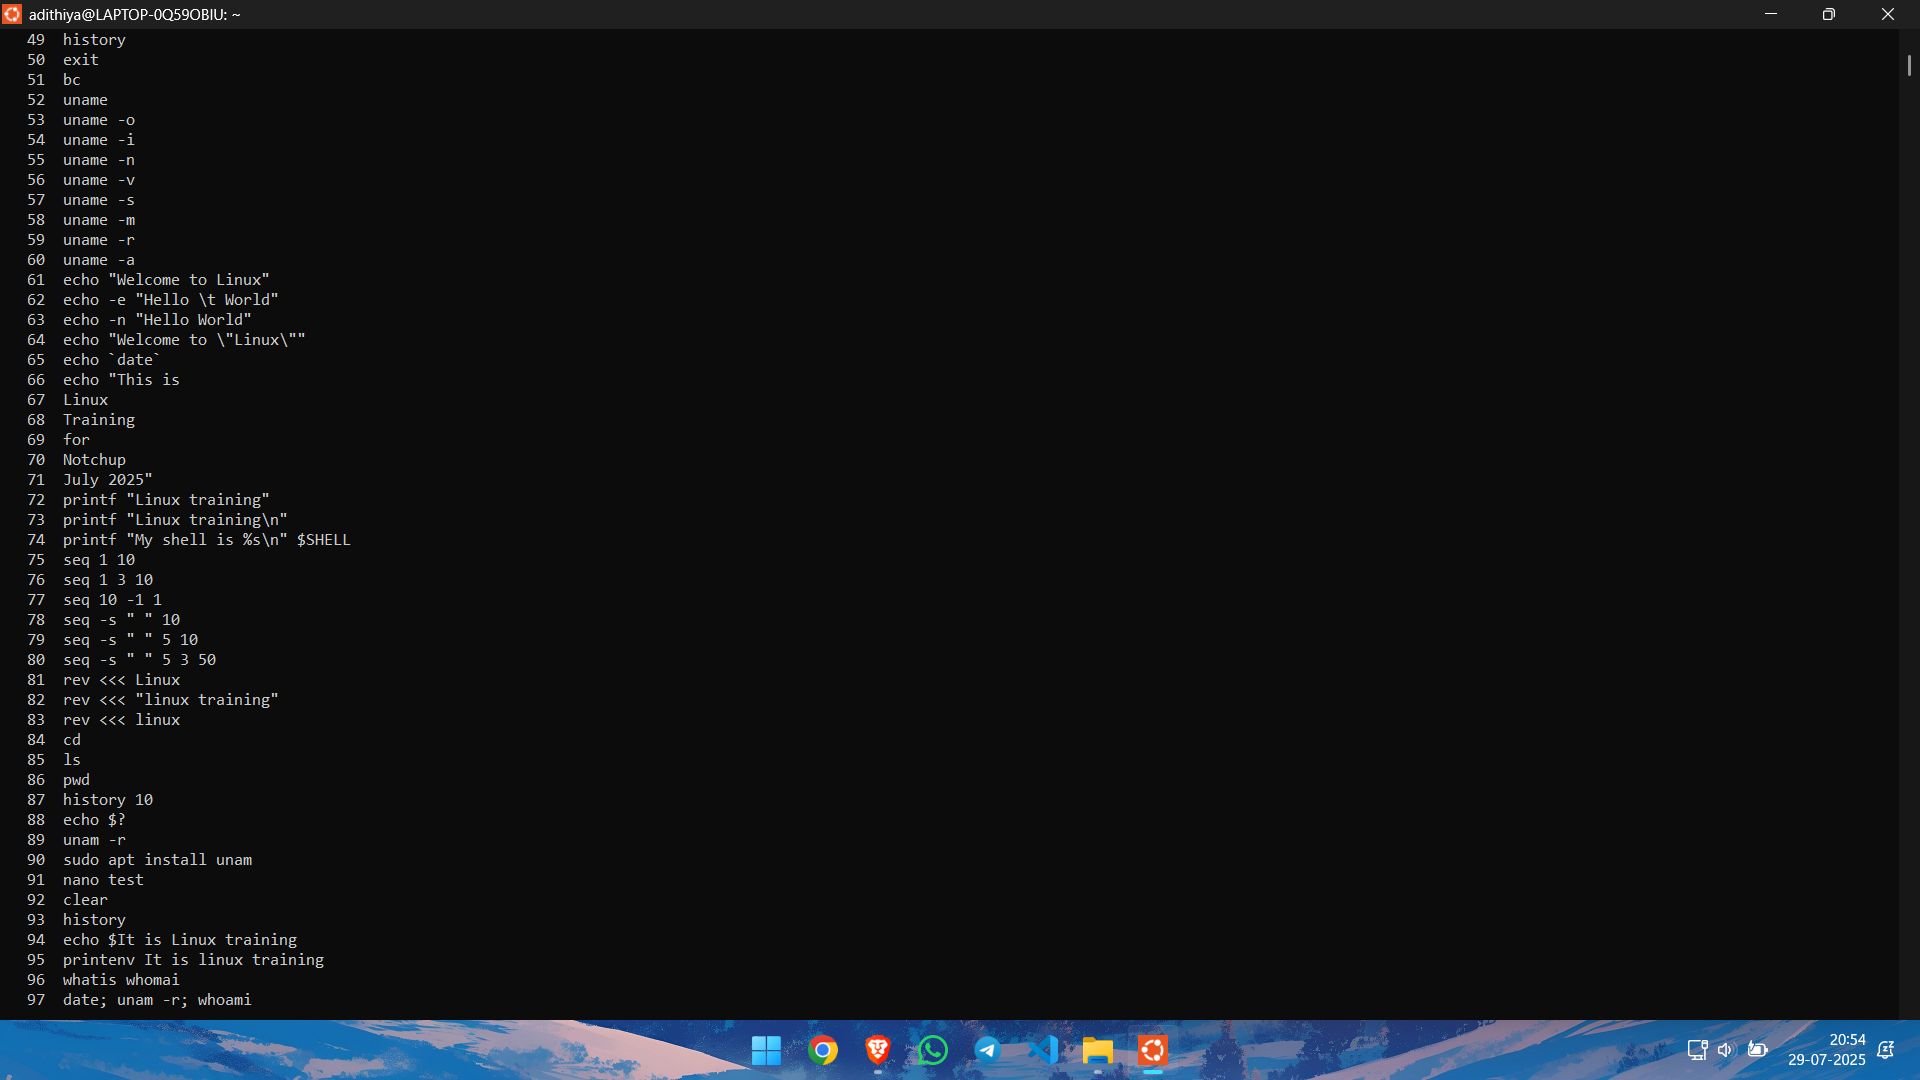 adithiya@LAPTOP-0Q59OBIU: ~
49 history
50 exit
51 bc
52 uname
53 uname -o
54 uname -i
55 uname -n
56 uname -v
57 uname -s
58 uname -m
59 uname -r
60 uname -a
61 echo "Welcome to Linux"
62 echo -e "Hello \t World"
63 echo -n "Hello World"
64 echo "Welcome to \"Linux\""
65 echo `date`
66 echo "This is
67 Linux
68 Training
69 for
70 Notchup
71 July 2025"
72 printf "Linux training"
73 printf "Linux training\n"
74 printf "My shell is %s\n" $SHELL
75 seq 1 10
76 seq 1 3 10
77 seq 10 -1 1
78 seq -s " " 10
79 seq -s " " 5 10
80 seq -s " " 5 3 50
81 rev <<< Linux
82 rev <<< "linux training"
83 rev <<< linux
84 cd
85 ls
86 pwd
87 history 10
88 echo $?
89 unam -r
90 sudo apt install unam
91 nano test
92 clear
93 history
94 echo $It is Linux training
95 printenv It is linux training
96 whatis whomai
97 date; unam -r; whoami
20:54
29-07-2025